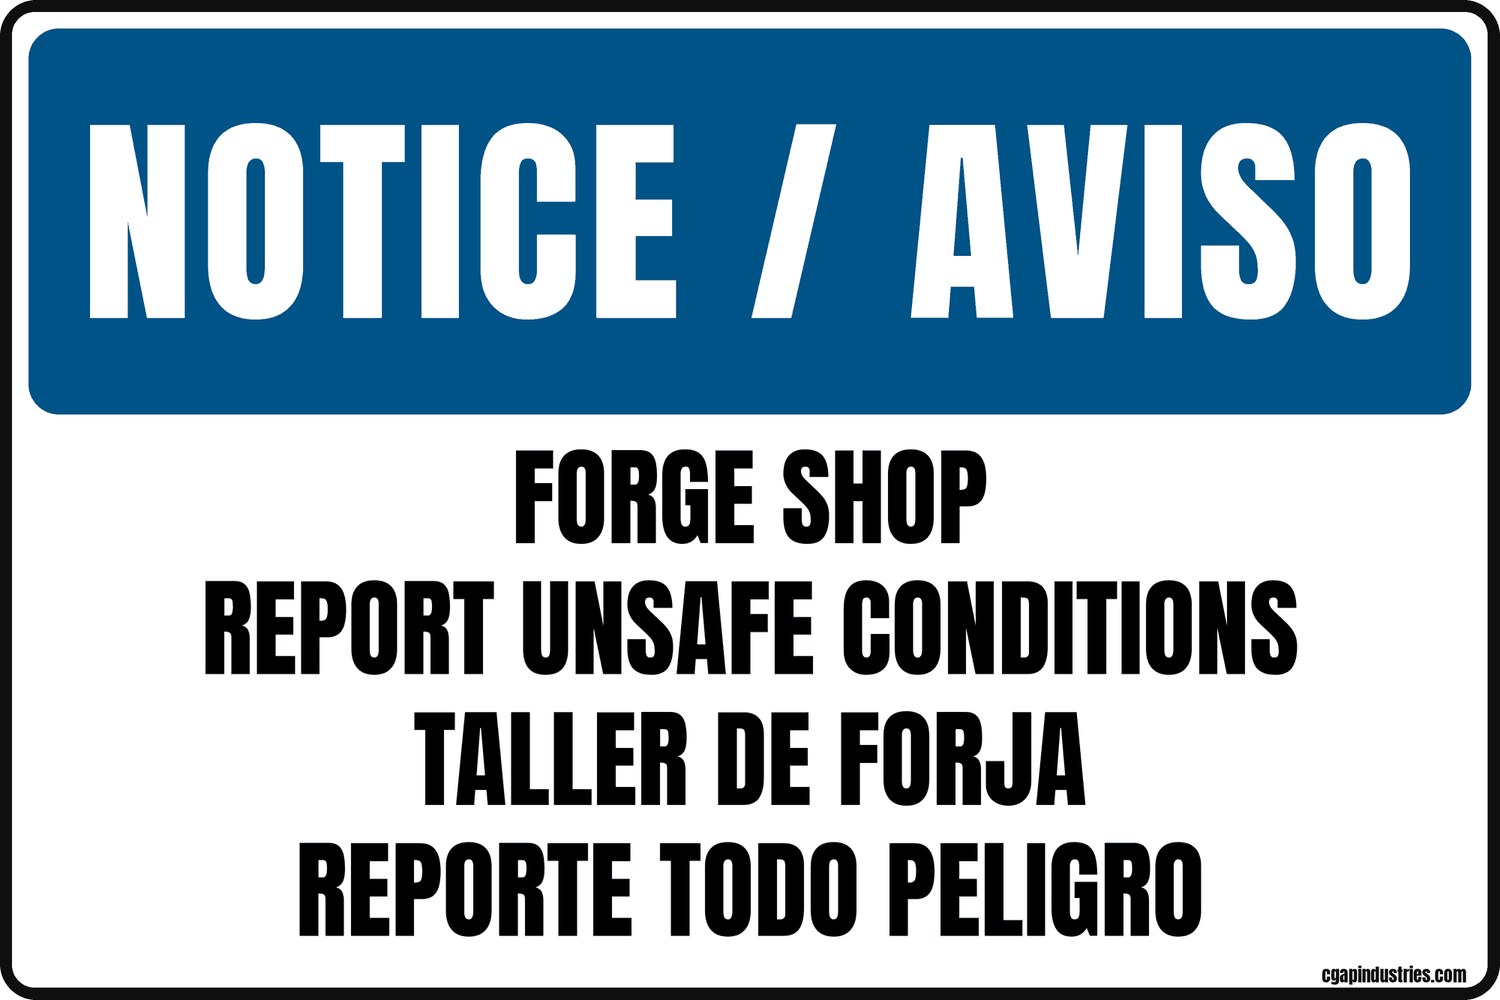 NOTICE / AVISO
FORGE SHOP
REPORT UNSAFE CONDITIONS
TALLER DE FORJA
REPORTE TODO PELIGRO
cgapindustries.com